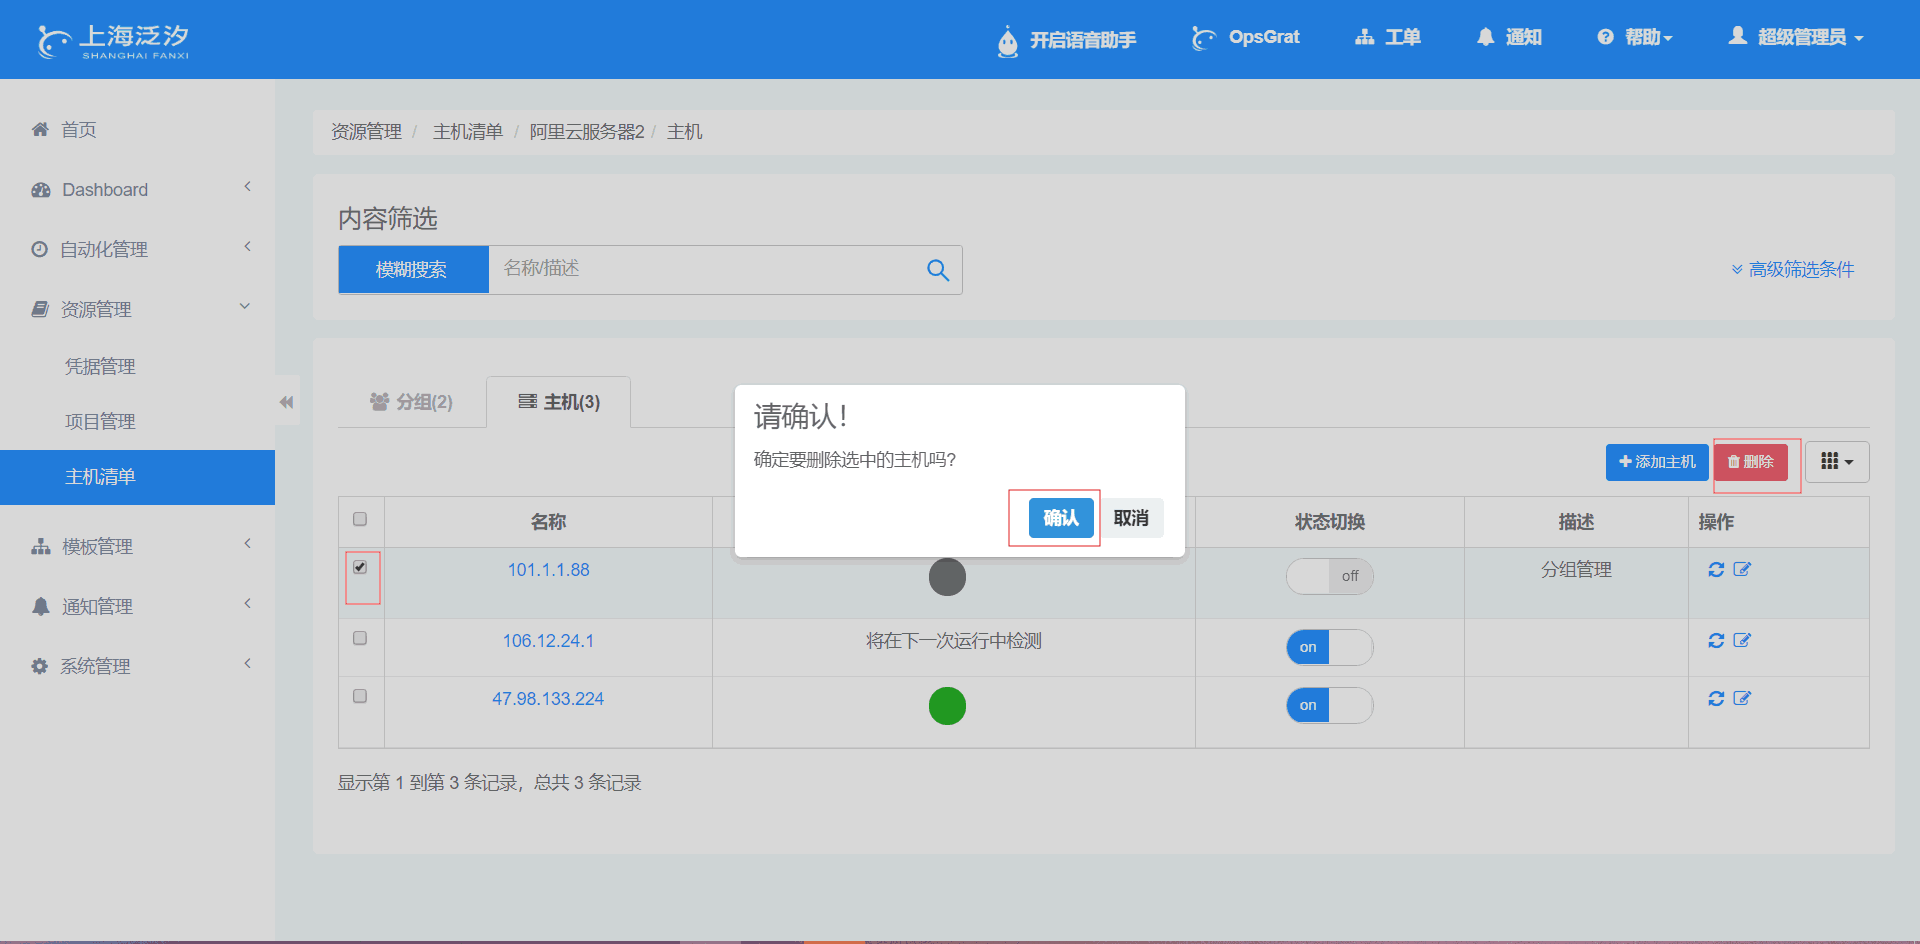 上海泛汐
SHANGHAI FANXI
开启语音助手
OpsGrat
工单
通知
帮助
超级管理员
首页
Dashboard
自动化管理
资源管理
凭据管理
项目管理
主机清单
模板管理
通知管理
系统管理
资源管理 / 主机清单 / 阿里云服务器2 / 主机
内容筛选
模糊搜索 名称/描述
高级筛选条件
分组(2) 主机(3)
请确认！
确定要删除选中的主机吗?
确认 取消
添加主机 删除
名称 状态切换 描述 操作
101.1.1.88 off 分组管理
106.12.24.1 将在下一次运行中检测 on
47.98.133.224 on
显示第 1 到第 3 条记录，总共 3 条记录